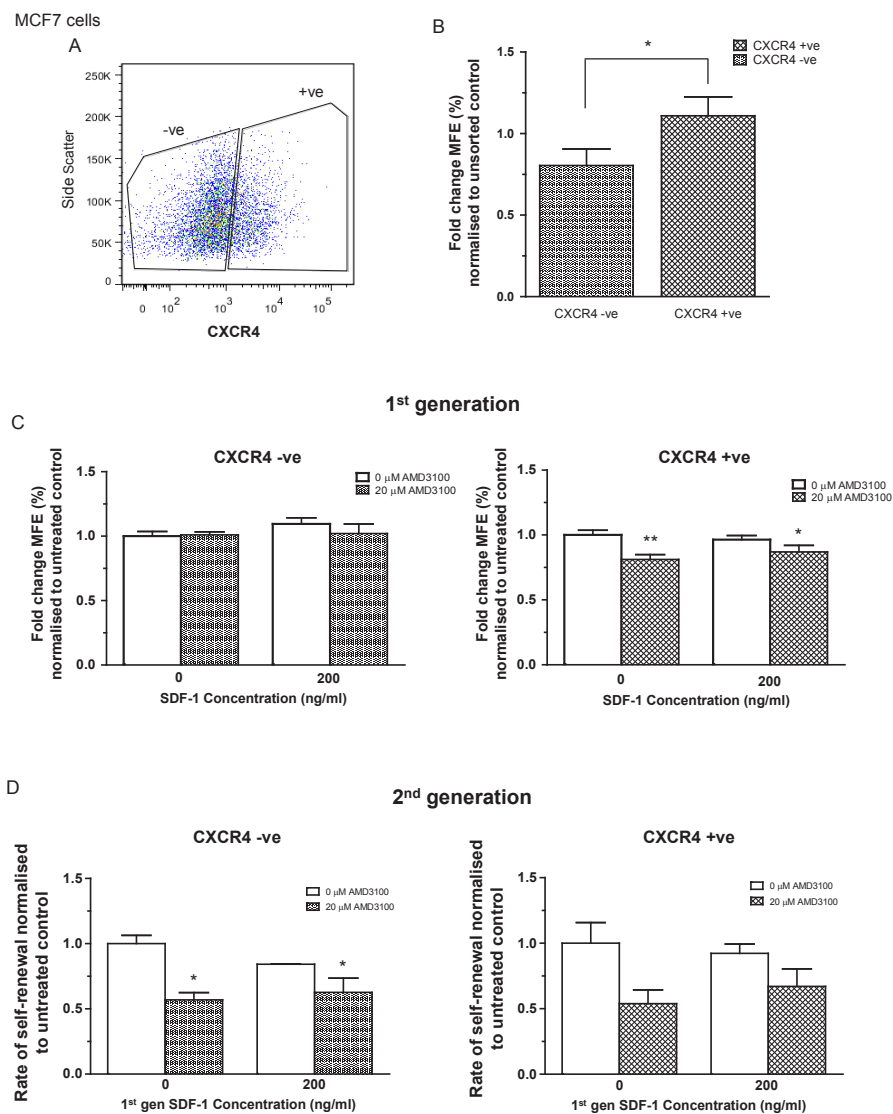 MCF7 cells
A
250K
200K
150K
100K
50K
0
Side Scatter
-ve
+ve
0 10² 10³ 10⁴ 10⁵
CXCR4
B
CXCR4 +ve
CXCR4 -ve
*
1.5
1.0
0.5
0.0
Fold change MFE (%)
normalised to unsorted control
CXCR4 -ve CXCR4 +ve
1st generation
C
CXCR4 -ve
0 μM AMD3100
20 μM AMD3100
1.5
1.0
0.5
0.0
Fold change MFE (%)
normalised to untreated control
0 200
SDF-1 Concentration (ng/ml)
CXCR4 +ve
0 μM AMD3100
20 μM AMD3100
1.5
1.0
0.5
0.0
Fold change MFE (%)
normalised to untreated control
** *
0 200
SDF-1 Concentration (ng/ml)
D
2nd generation
CXCR4 -ve
0 μM AMD3100
20 μM AMD3100
1.5
1.0
0.5
0.0
Rate of self-renewal normalised
to untreated control
* *
0 200
1st gen SDF-1 Concentration (ng/ml)
CXCR4 +ve
0 μM AMD3100
20 μM AMD3100
1.5
1.0
0.5
0.0
Rate of self-renewal normalised
to untreated control
0 200
1st gen SDF-1 Concentration (ng/ml)